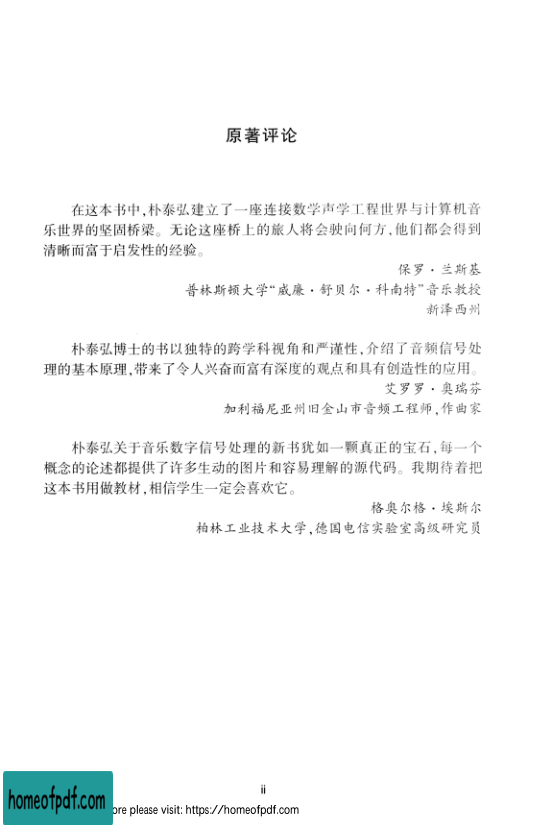 原著评论
在这本书中,朴泰弘建立了一座连接数学声学工程世界与计算机音
乐世界的坚固桥梁。无论这座桥上的旅人将会驶向何方,他们都会得到
清晰而富于启发性的经验。
保罗·兰斯基
普林斯顿大学“威廉·舒贝尔·科南特”音乐教授
新泽西州
朴泰弘博士的书以独特的跨学科视角和严谨性,介绍了音频信号处
理的基本原理,带来了令人兴奋而富有深度的观点和具有创造性的应用。
艾罗罗·奥瑞芬
加利福尼亚州旧金山市音频工程师,作曲家
朴泰弘关于音乐数字信号处理的新书犹如一颗真正的宝石,每一个
概念的论述都提供了许多生动的图片和容易理解的源代码。我期待着把
这本书用做教材,相信学生一定会喜欢它。
格奥尔格·埃斯尔
柏林工业技术大学,德国电信实验室高级研究员
ii
homeofpdf.com
ore please visit: https://homeofpdf.com